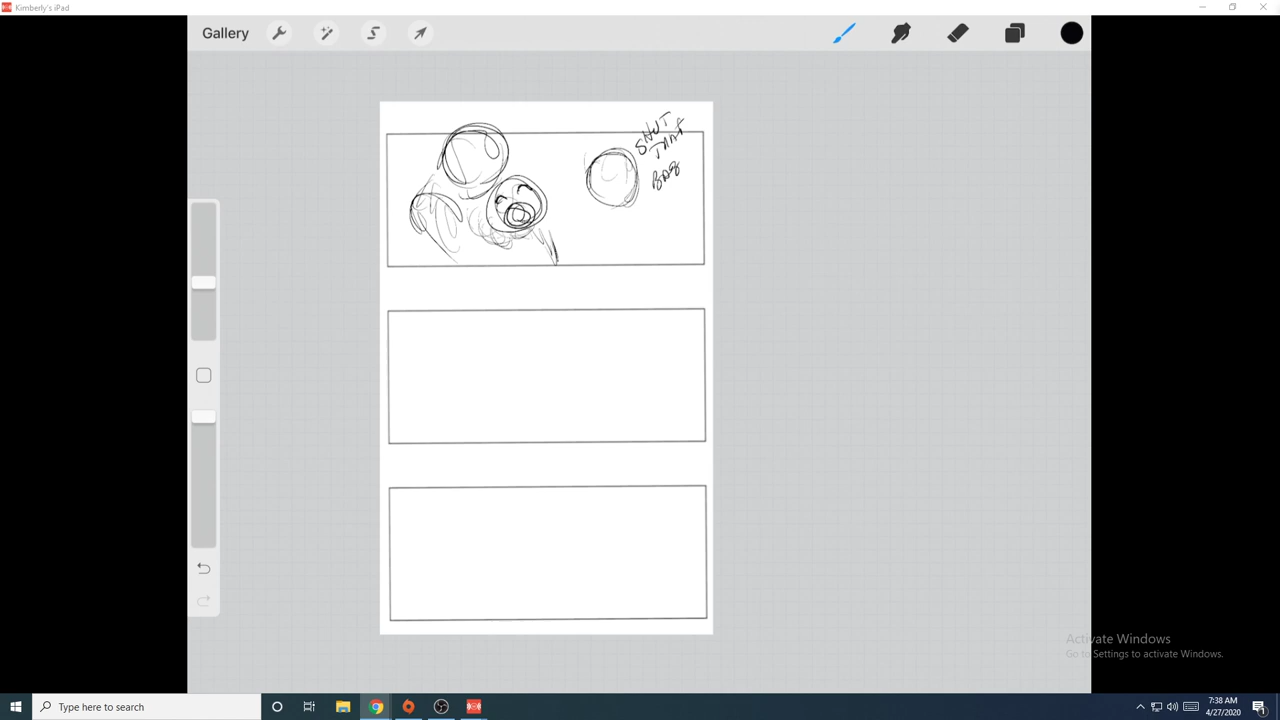 Kimberly's iPad
Gallery
SHUT
THAT
Activate Windows
Go to Settings to activate Windows.
Type here to search
7:38 AM
4/27/2020